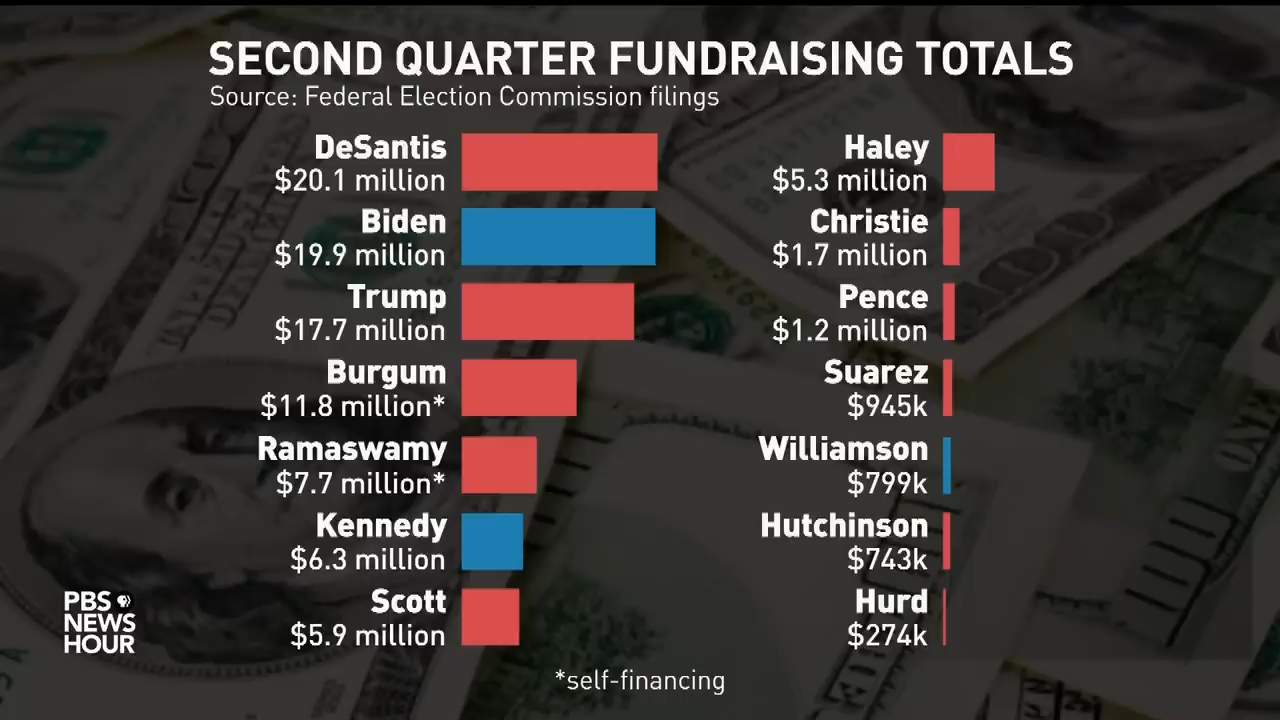 SECOND QUARTER FUNDRAISING TOTALS
Source: Federal Election Commission filings
DeSantis
$20.1 million
Biden
$19.9 million
Trump
$17.7 million
Burgum
$11.8 million*
Ramaswamy
$7.7 million*
Kennedy
$6.3 million
Scott
$5.9 million
Haley
$5.3 million
Christie
$1.7 million
Pence
$1.2 million
Suarez
$945k
Williamson
$799k
Hutchinson
$743k
Hurd
$274k
*self-financing
PBS
NEWS
HOUR